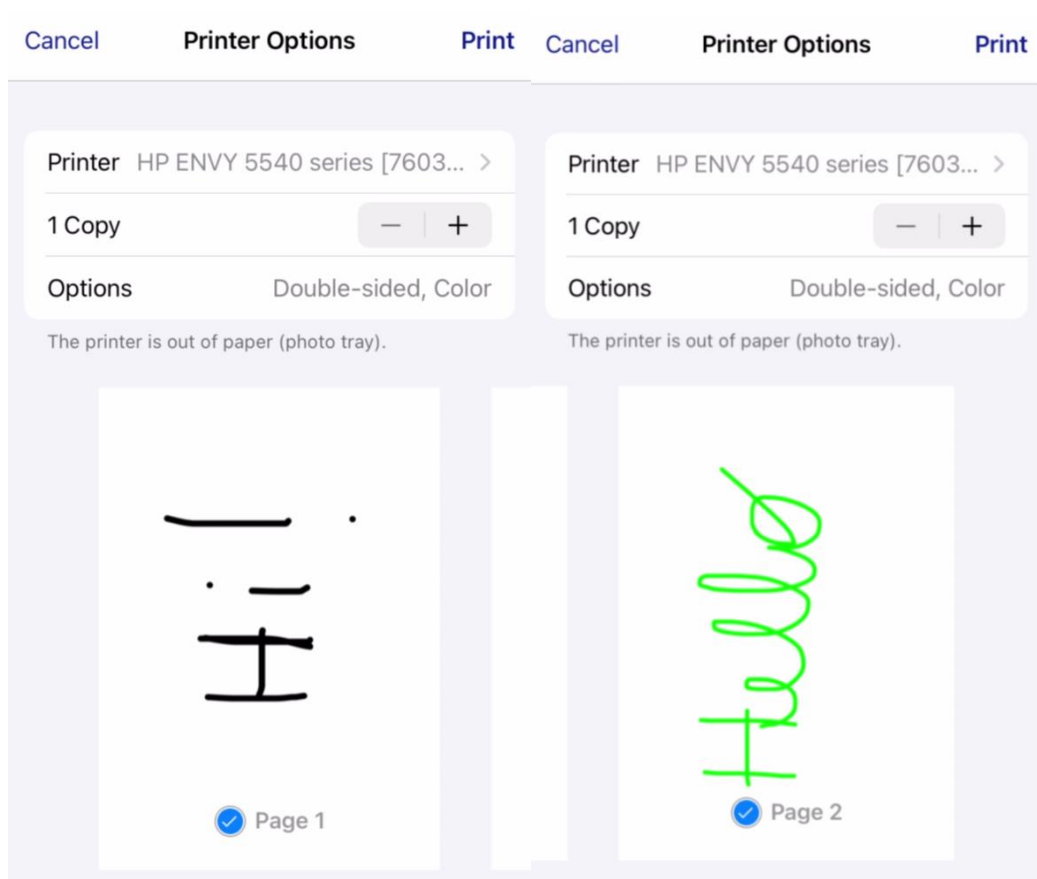 Cancel Printer Options Print
Printer HP ENVY 5540 series [7603...
1 Copy
Options Double-sided, Color
The printer is out of paper (photo tray).
Hi!
Page 1
Cancel Printer Options Print
Printer HP ENVY 5540 series [7603...
1 Copy
Options Double-sided, Color
The printer is out of paper (photo tray).
Hello
Page 2